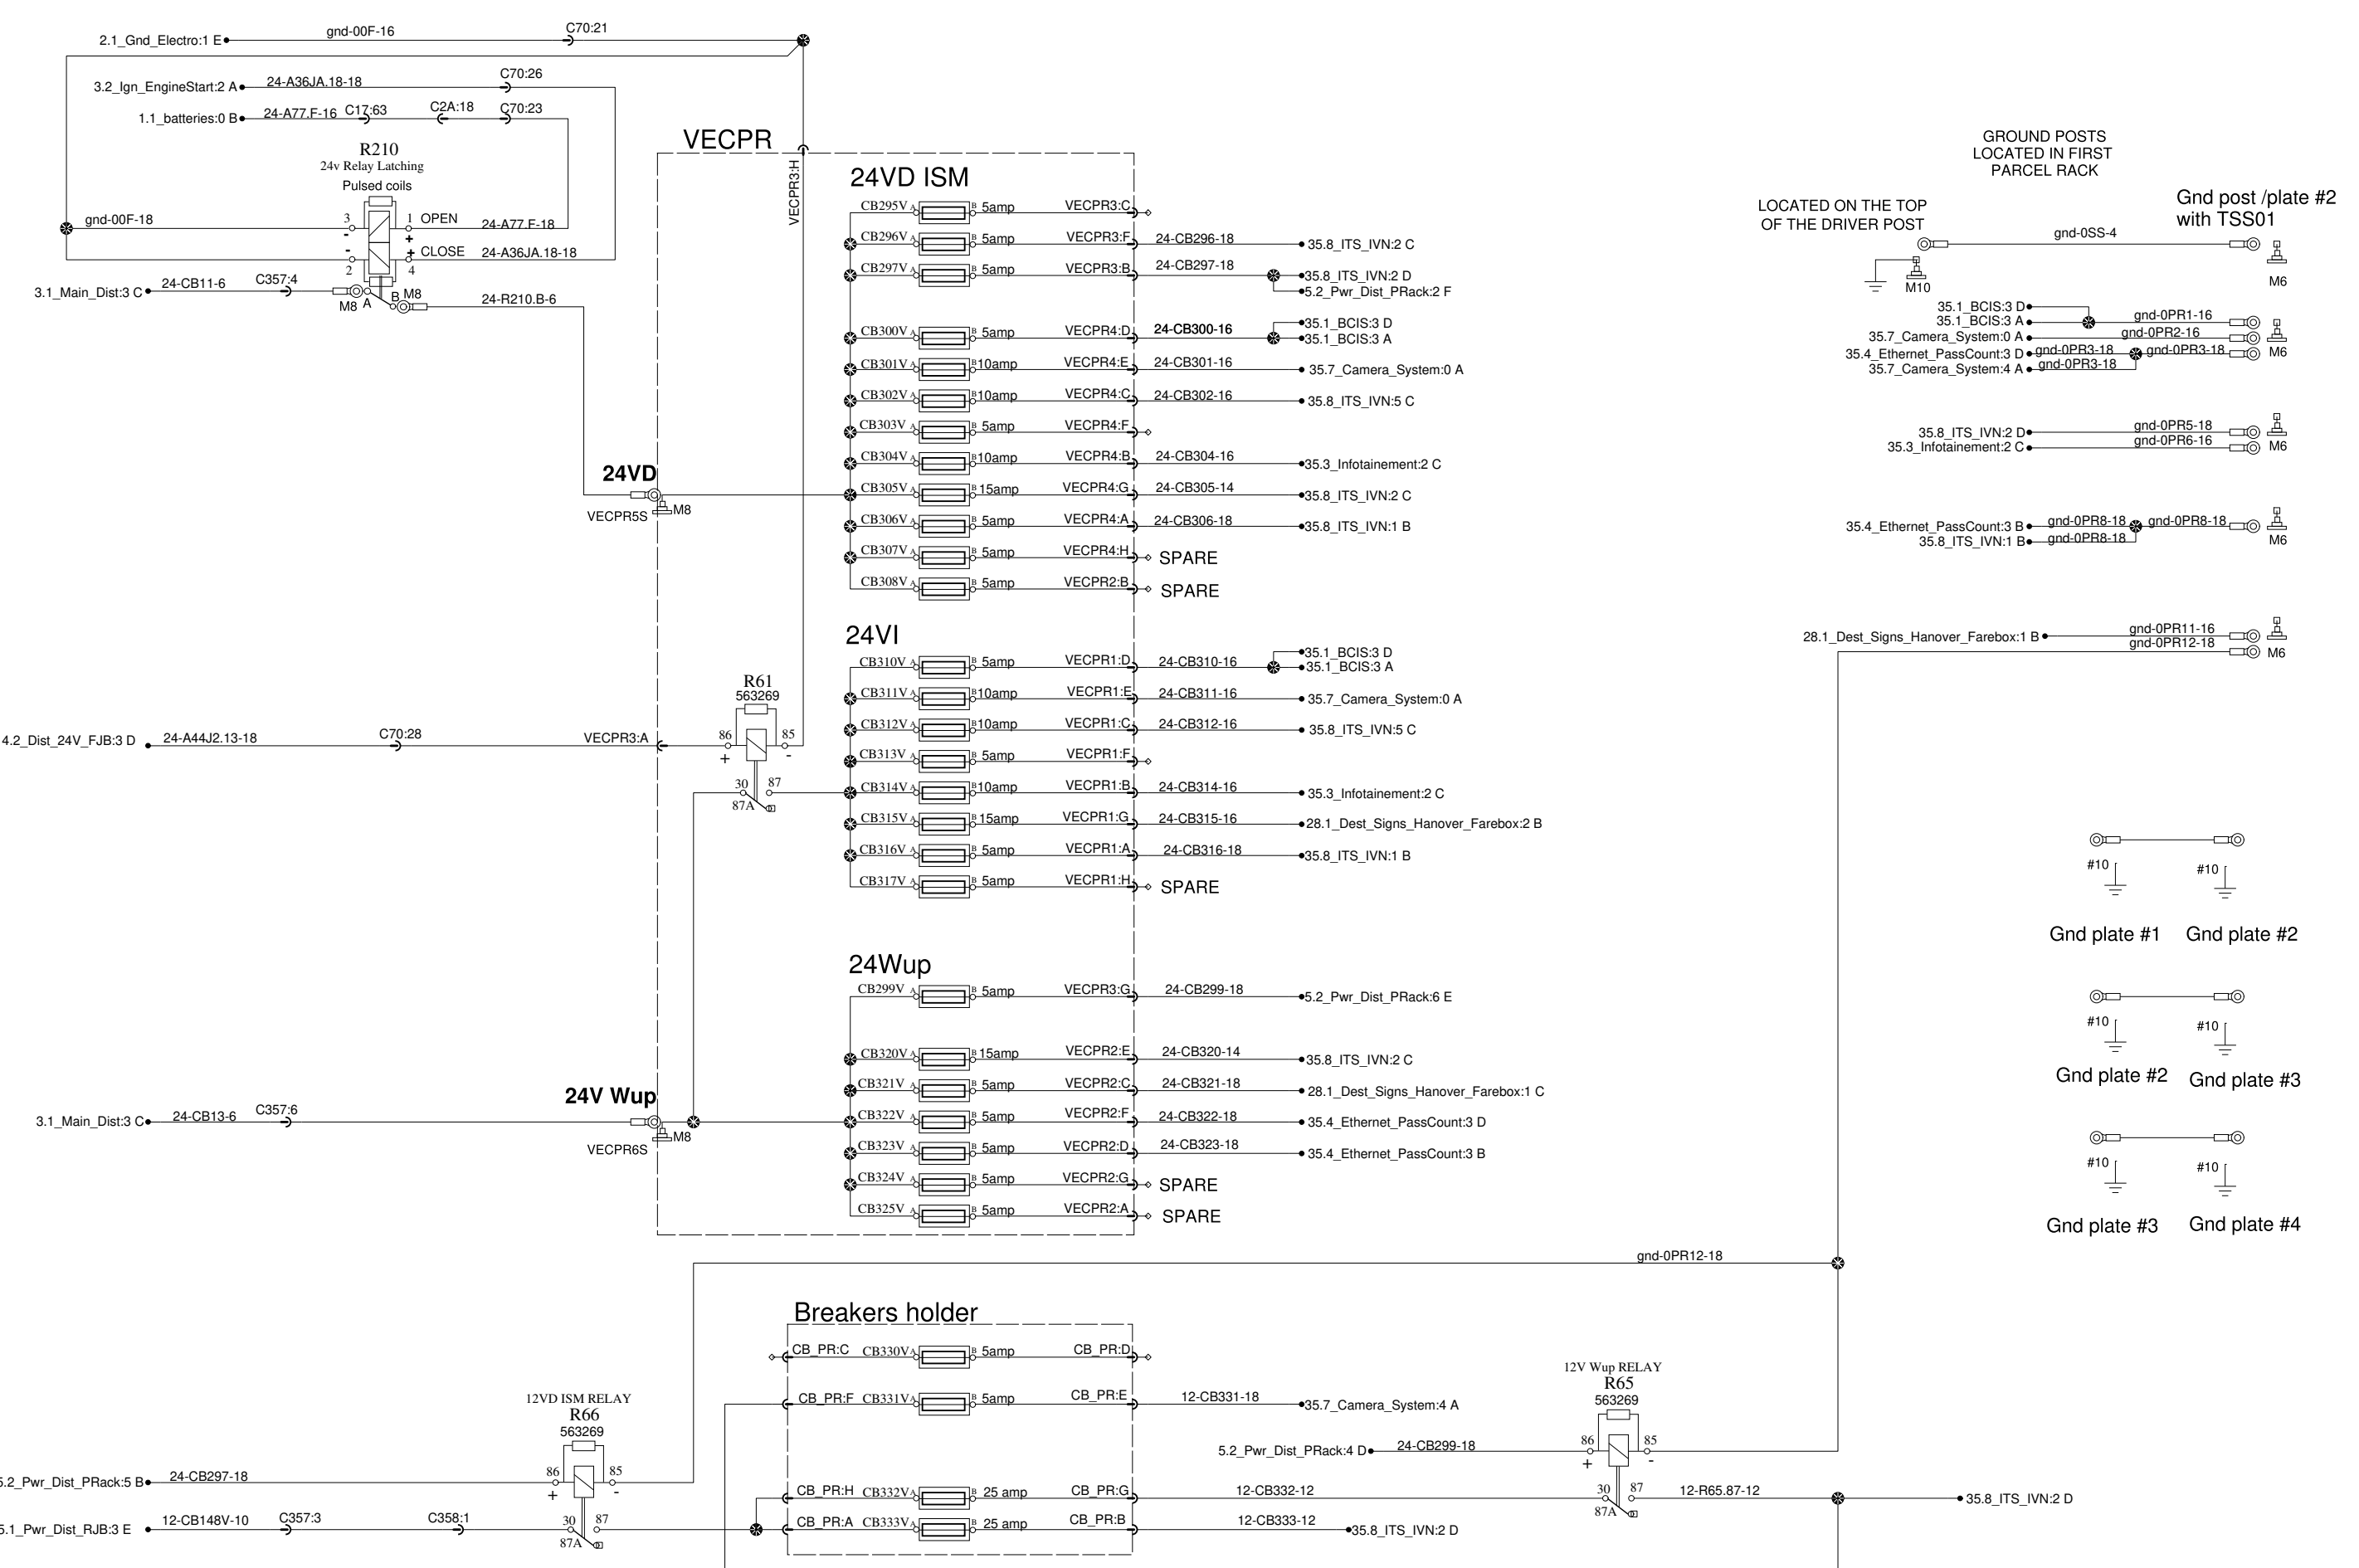 2.1_Gnd_Electro:1 E
gnd-00F-16
C70:21
3.2_Ign_EngineStart:2 A
24-A36JA.18-18
C70:26
1.1_batteries:0 B
24-A77.F-16
C17:63
C2A:18
C70:23
R210
24v Relay Latching
Pulsed coils
gnd-00F-18
3
-
1
+
OPEN
24-A77.F-18
-
2
+
4
CLOSE
24-A36JA.18-18
3.1_Main_Dist:3 C
24-CB11-6
C357:4
M8
A
B
M8
24-R210.B-6
VECPR
VECPR3:H
24VD ISM
CB295V A B 5amp VECPR3:C
CB296V A B 5amp VECPR3:F 24-CB296-18 35.8_ITS_IVN:2 C
CB297V A B 5amp VECPR3:B 24-CB297-18 35.8_ITS_IVN:2 D
5.2_Pwr_Dist_PRack:2 F
35.1_BCIS:3 D
CB300V A B 5amp VECPR4:D 24-CB300-16 35.1_BCIS:3 A
CB301V A B 10amp VECPR4:E 24-CB301-16 35.7_Camera_System:0 A
CB302V A B 10amp VECPR4:C 24-CB302-16 35.8_ITS_IVN:5 C
CB303V A B 5amp VECPR4:F
CB304V A B 10amp VECPR4:B 24-CB304-16 35.3_Infotainement:2 C
24VD
VECPR5S
M8
CB305V A B 15amp VECPR4:G 24-CB305-14 35.8_ITS_IVN:2 C
CB306V A B 5amp VECPR4:A 24-CB306-18 35.8_ITS_IVN:1 B
CB307V A B 5amp VECPR4:H SPARE
CB308V A B 5amp VECPR2:B SPARE
24VI
35.1_BCIS:3 D
CB310V A B 5amp VECPR1:D 24-CB310-16 35.1_BCIS:3 A
CB311V A B 10amp VECPR1:E 24-CB311-16 35.7_Camera_System:0 A
CB312V A B 10amp VECPR1:C 24-CB312-16 35.8_ITS_IVN:5 C
CB313V A B 5amp VECPR1:F
CB314V A B 10amp VECPR1:B 24-CB314-16 35.3_Infotainement:2 C
CB315V A B 15amp VECPR1:G 24-CB315-16 28.1_Dest_Signs_Hanover_Farebox:2 B
CB316V A B 5amp VECPR1:A 24-CB316-18 35.8_ITS_IVN:1 B
CB317V A B 5amp VECPR1:H SPARE
R61
563269
4.2_Dist_24V_FJB:3 D
24-A44J2.13-18
C70:28
VECPR3:A
86
+
85
-
30
87
87A
24Wup
CB299V A B 5amp VECPR3:G 24-CB299-18 5.2_Pwr_Dist_PRack:6 E
CB320V A B 15amp VECPR2:E 24-CB320-14 35.8_ITS_IVN:2 C
CB321V A B 5amp VECPR2:C 24-CB321-18 28.1_Dest_Signs_Hanover_Farebox:1 C
CB322V A B 5amp VECPR2:F 24-CB322-18 35.4_Ethernet_PassCount:3 D
CB323V A B 5amp VECPR2:D 24-CB323-18 35.4_Ethernet_PassCount:3 B
CB324V A B 5amp VECPR2:G SPARE
CB325V A B 5amp VECPR2:A SPARE
24V Wup
3.1_Main_Dist:3 C
24-CB13-6
C357:6
VECPR6S
M8
gnd-0PR12-18
Breakers holder
CB_PR:C CB330V A B 5amp CB_PR:D
CB_PR:F CB331V A B 5amp CB_PR:E 12-CB331-18 35.7_Camera_System:4 A
CB_PR:H CB332V A B 25 amp CB_PR:G 12-CB332-12
CB_PR:A CB333V A B 25 amp CB_PR:B 12-CB333-12 35.8_ITS_IVN:2 D
12VD ISM RELAY
R66
563269
5.2_Pwr_Dist_PRack:5 B
24-CB297-18
86
+
85
-
5.1_Pwr_Dist_RJB:3 E
12-CB148V-10
C357:3
C358:1
30
87
87A
12V Wup RELAY
R65
563269
5.2_Pwr_Dist_PRack:4 D
24-CB299-18
86
+
85
-
30
87
87A
12-R65.87-12
35.8_ITS_IVN:2 D
GROUND POSTS
LOCATED IN FIRST
PARCEL RACK
LOCATED ON THE TOP
OF THE DRIVER POST
Gnd post /plate #2
with TSS01
gnd-0SS-4
M10
M6
35.1_BCIS:3 D
35.1_BCIS:3 A
gnd-0PR1-16
35.7_Camera_System:0 A
gnd-0PR2-16
35.4_Ethernet_PassCount:3 D
gnd-0PR3-18
gnd-0PR3-18
M6
35.7_Camera_System:4 A
gnd-0PR3-18
35.8_ITS_IVN:2 D
gnd-0PR5-18
35.3_Infotainement:2 C
gnd-0PR6-16
M6
35.4_Ethernet_PassCount:3 B
gnd-0PR8-18
gnd-0PR8-18
35.8_ITS_IVN:1 B
gnd-0PR8-18
M6
28.1_Dest_Signs_Hanover_Farebox:1 B
gnd-0PR11-16
gnd-0PR12-18
M6
#10
#10
Gnd plate #1
Gnd plate #2
#10
#10
Gnd plate #2
Gnd plate #3
#10
#10
Gnd plate #3
Gnd plate #4